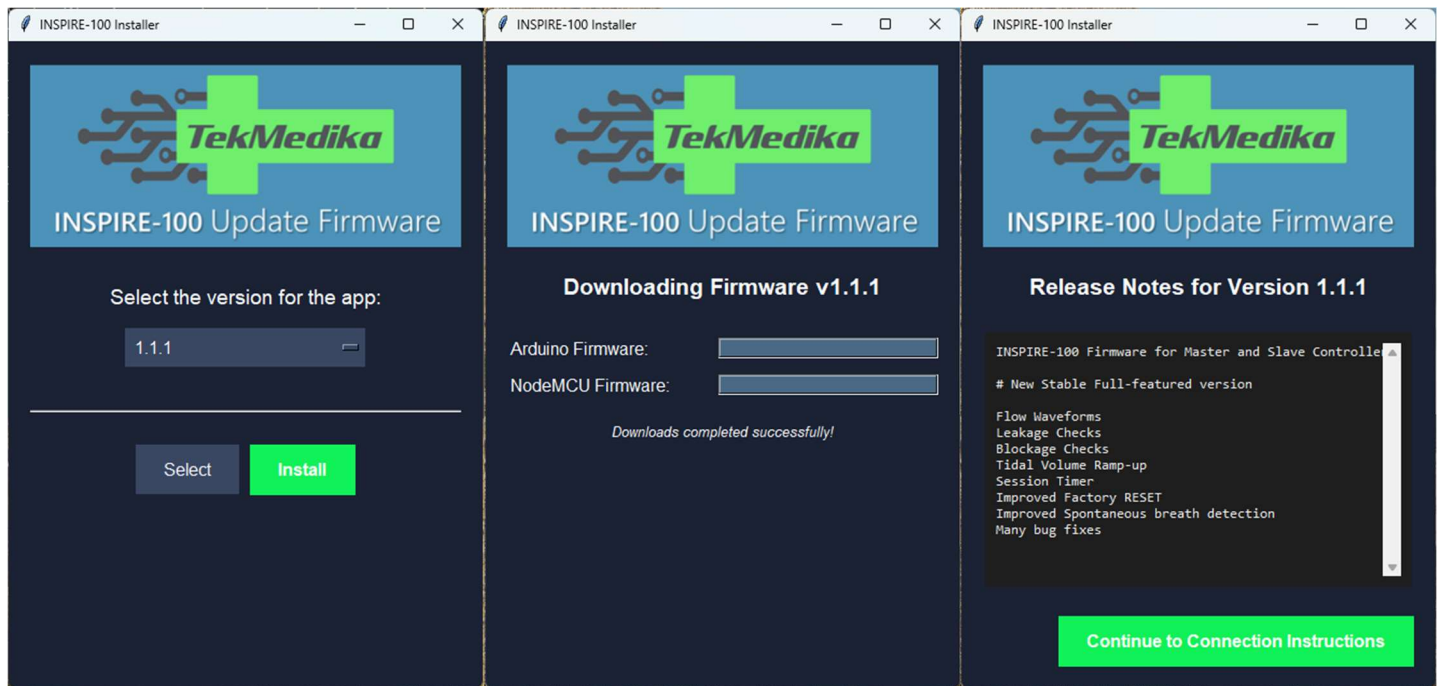 INSPIRE-100 Installer
TekMedika
INSPIRE-100 Update Firmware
Select the version for the app:
1.1.1
Select
Install
INSPIRE-100 Installer
TekMedika
INSPIRE-100 Update Firmware
Downloading Firmware v1.1.1
Arduino Firmware:
NodeMCU Firmware:
Downloads completed successfully!
INSPIRE-100 Installer
TekMedika
INSPIRE-100 Update Firmware
Release Notes for Version 1.1.1
INSPIRE-100 Firmware for Master and Slave Controlle
# New Stable Full-featured version
Flow Waveforms
Leakage Checks
Blockage Checks
Tidal Volume Ramp-up
Session Timer
Improved Factory RESET
Improved Spontaneous breath detection
Many bug fixes
Continue to Connection Instructions